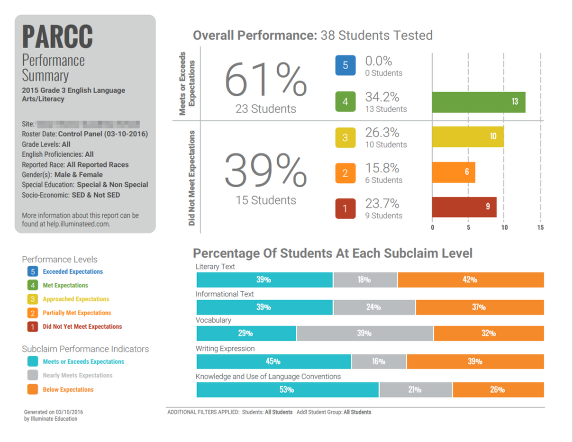 PARCC
Performance
Summary
2015 Grade 3 English Language
Arts/Literacy
Site:
Roster Date: Control Panel (03-10-2016)
Grade Levels: All
English Proficiencies: All
Reported Race: All Reported Races
Gender(s): Male & Female
Special Education: Special & Non Special
Socio-Economic: SED & Not SED
More information about this report can be
found at help.illuminateed.com.
Performance Levels
5 Exceeded Expectations
4 Met Expectations
3 Approached Expectations
2 Partially Met Expectations
1 Did Not Yet Meet Expectations
Subclaim Performance Indicators
Meets or Exceeds Expectations
Nearly Meets Expectations
Below Expectations
Generated on 03/10/2016
by Illuminate Education
Overall Performance: 38 Students Tested
Meets or Exceeds
Expectations
61%
23 Students
5 0.0%
0 Students
4 34.2%
13 Students
13
Did Not Meet Expectations
39%
15 Students
3 26.3%
10 Students
10
2 15.8%
6 Students
6
1 23.7%
9 Students
9
0 5 10 15
Percentage Of Students At Each Subclaim Level
Literary Text
39% 18% 42%
Informational Text
39% 24% 37%
Vocabulary
29% 39% 32%
Writing Expression
45% 16% 39%
Knowledge and Use of Language Conventions
53% 21% 26%
ADDITIONAL FILTERS APPLIED: Students: All Students Addl Student Group: All Students